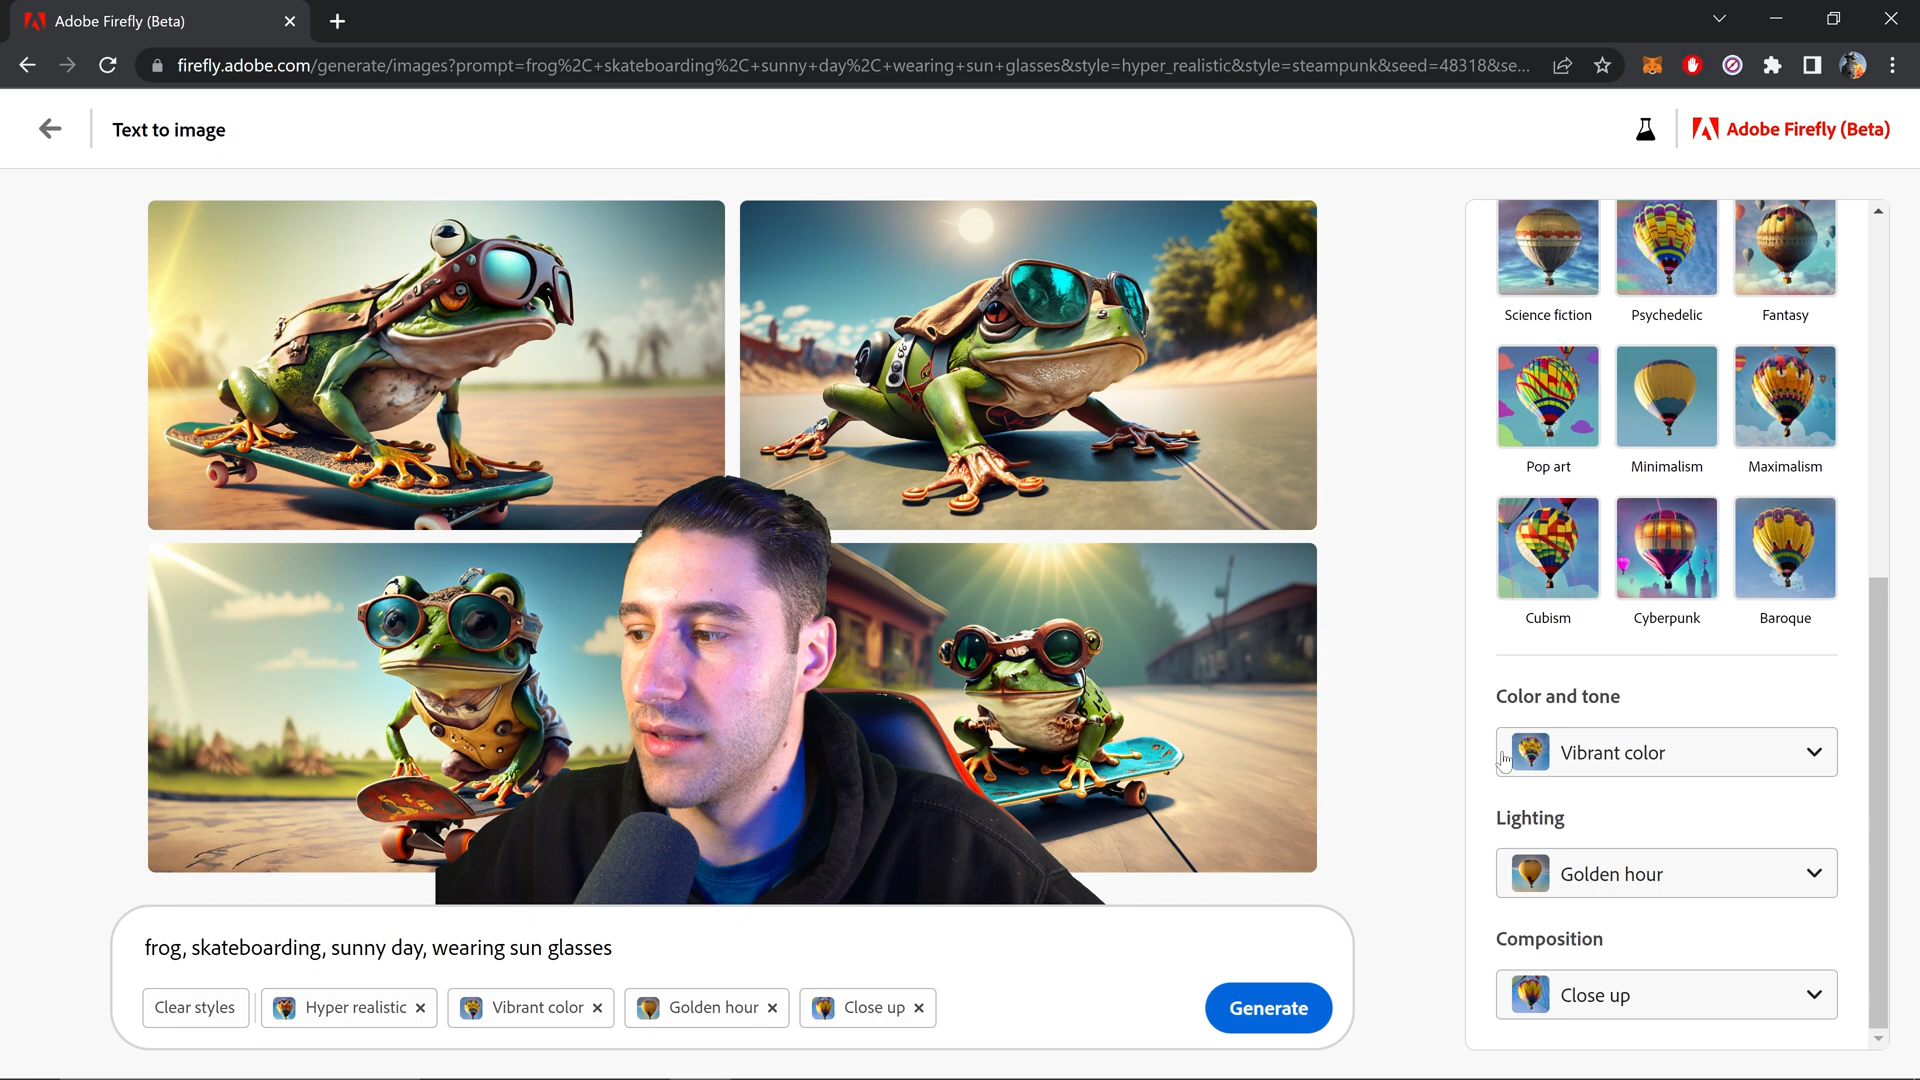 Adobe Firefly (Beta)
firefly.adobe.com/generate/images?prompt=frog%2C+skateboarding%2C+sunny+day%2C+wearing+sun+glasses&style=hyper_realistic&style=steampunk&seed=48318&se...
Text to image
Adobe Firefly (Beta)
Science fiction
Psychedelic
Fantasy
Pop art
Minimalism
Maximalism
Cubism
Cyberpunk
Baroque
Color and tone
Vibrant color
Lighting
Golden hour
Composition
Close up
frog, skateboarding, sunny day, wearing sun glasses
Clear styles
Hyper realistic
Vibrant color
Golden hour
Close up
Generate